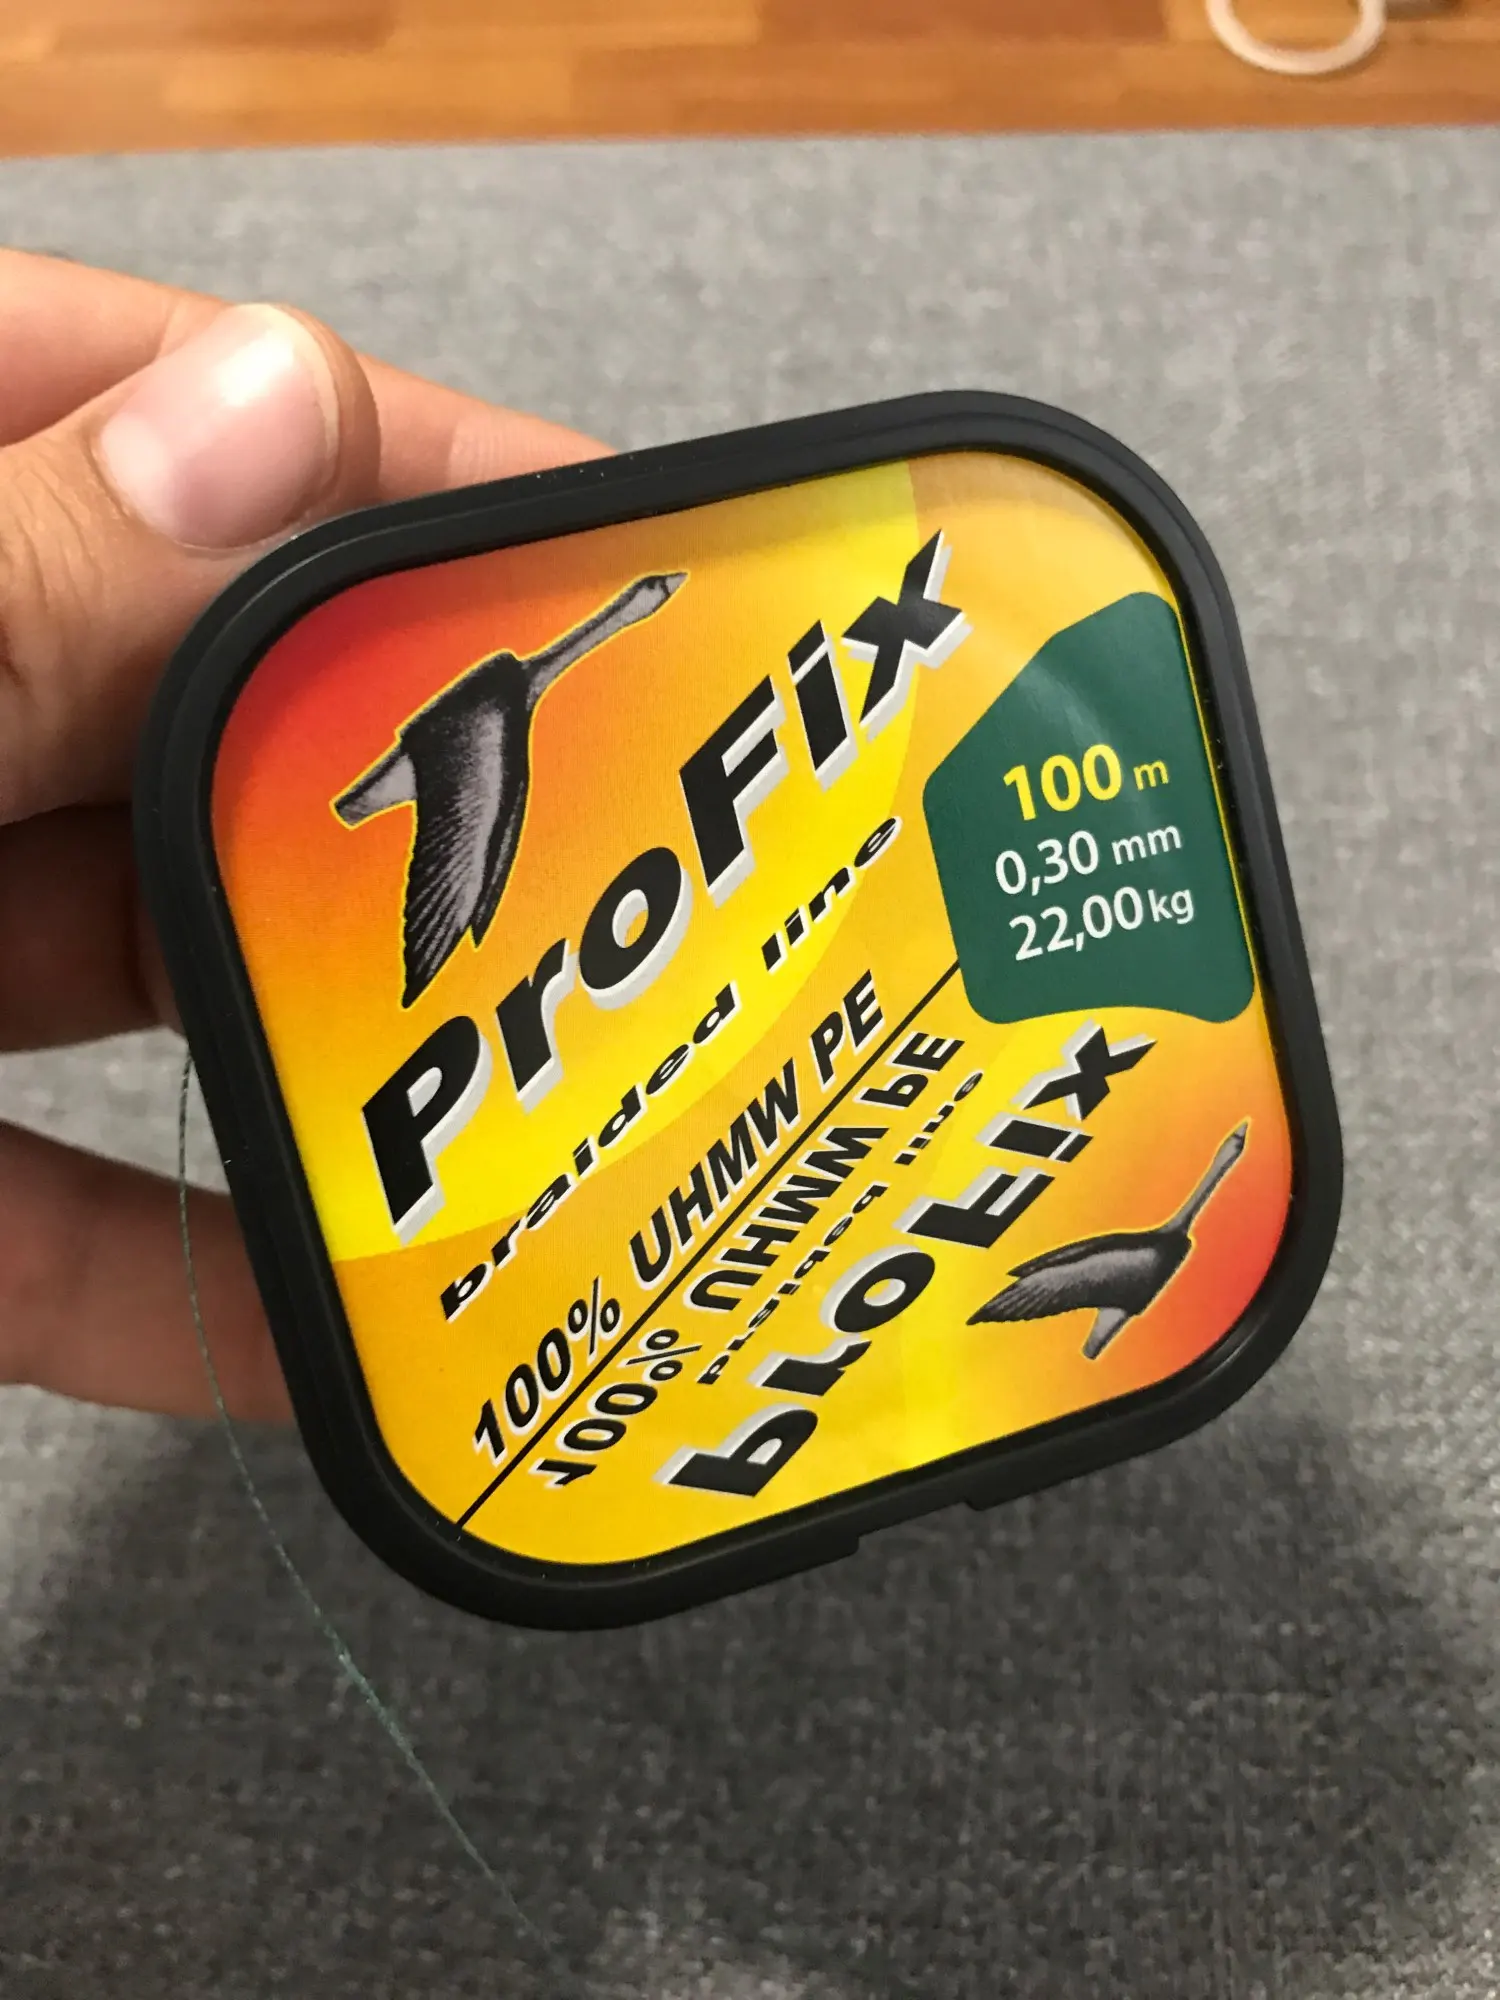 ProFix
braided line
100% UHMW PE
100 m
0,30 mm
22,00 kg
100% UHMW PE
braided line
ProFix